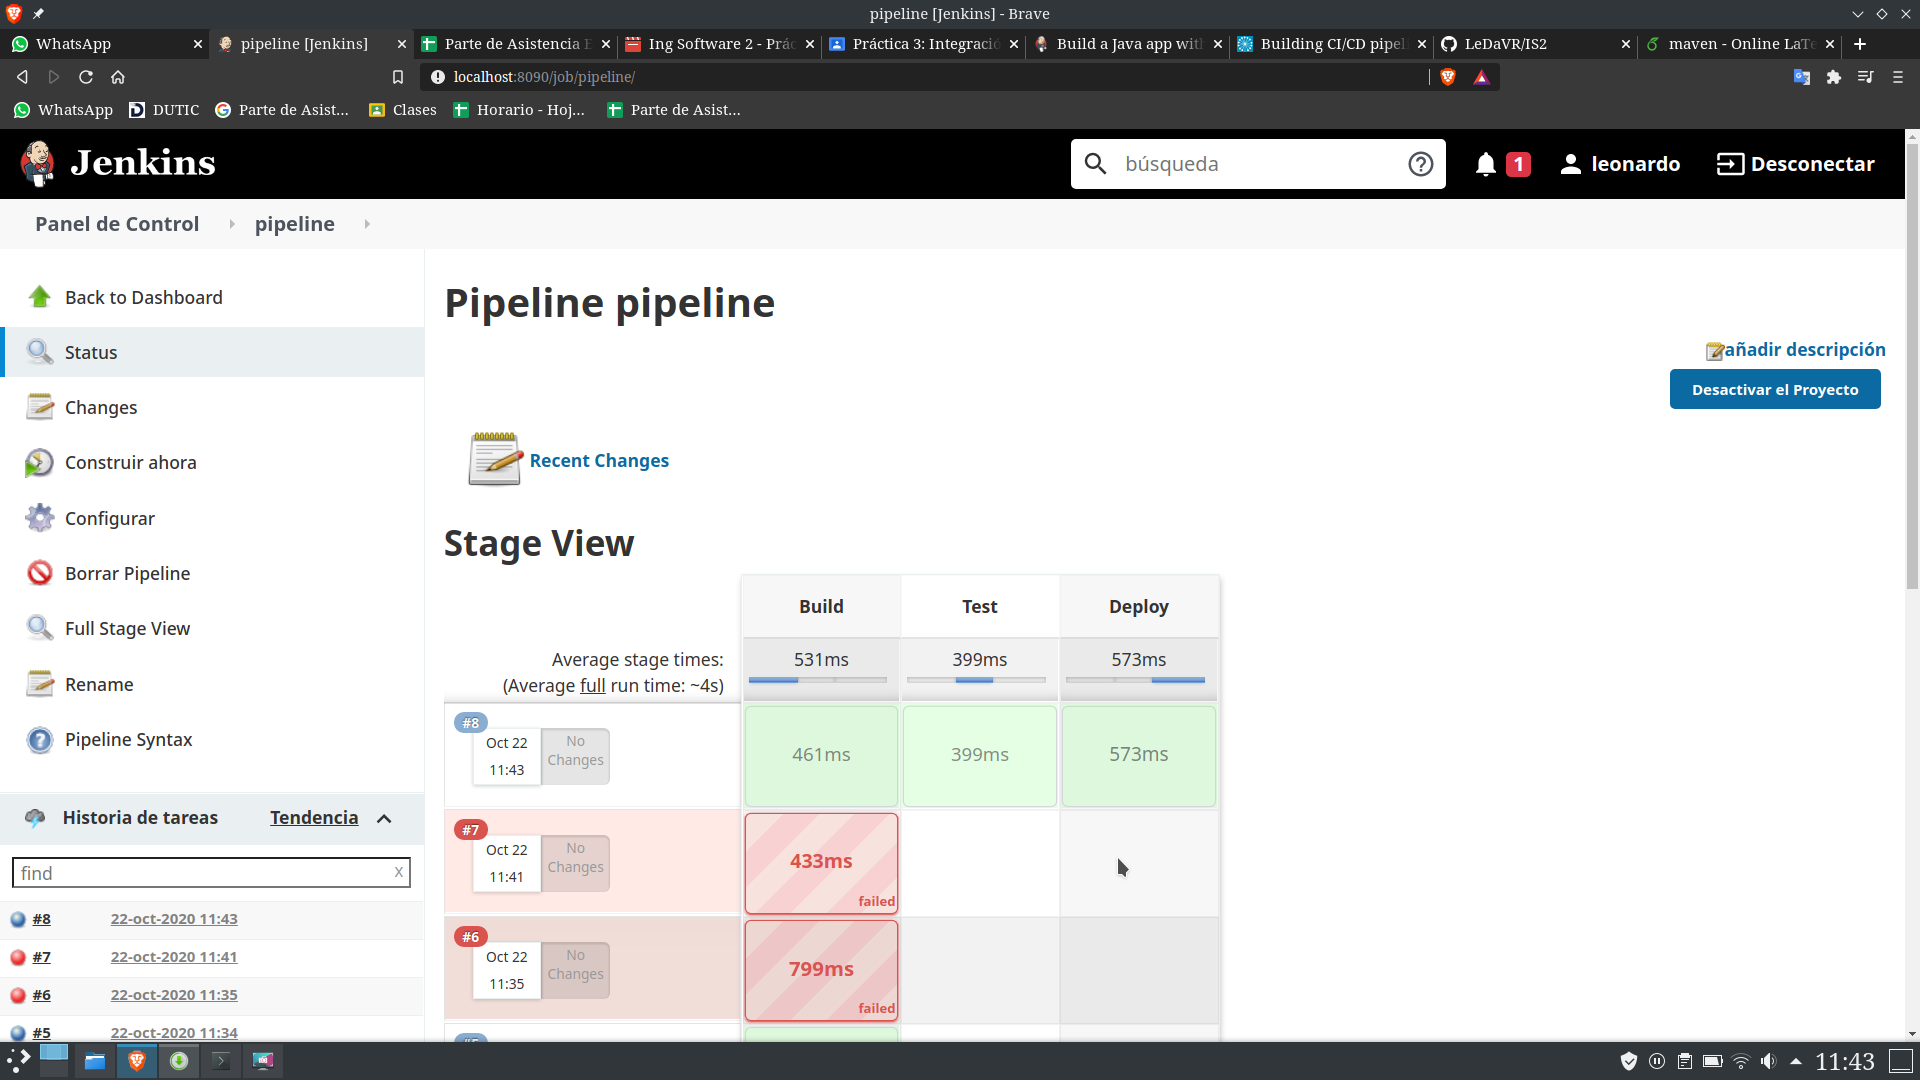 pipeline [Jenkins] - Brave
WhatsApp
pipeline [Jenkins]
Parte de Asistencia
Ing Software 2 - Prác
Práctica 3: Integració
Build a Java app wit
Building CI/CD pipel
LeDaVR/IS2
maven - Online LaTe
localhost:8090/job/pipeline/
WhatsApp
DUTIC
Parte de Asist...
Clases
Horario - Hoj...
Parte de Asist...
Jenkins
búsqueda
1
leonardo
Desconectar
Panel de Control
pipeline
Back to Dashboard
Status
Changes
Construir ahora
Configurar
Borrar Pipeline
Full Stage View
Rename
Pipeline Syntax
Historia de tareas
Tendencia
find
x
#8 22-oct-2020 11:43
#7 22-oct-2020 11:41
#6 22-oct-2020 11:35
#5 22-oct-2020 11:34
Pipeline pipeline
añadir descripción
Desactivar el Proyecto
Recent Changes
Stage View
Build Test Deploy
Average stage times: 531ms 399ms 573ms
(Average full run time: ~4s)
#8
Oct 22
11:43
No
Changes
461ms 399ms 573ms
#7
Oct 22
11:41
No
Changes
433ms
failed
#6
Oct 22
11:35
No
Changes
799ms
failed
11:43